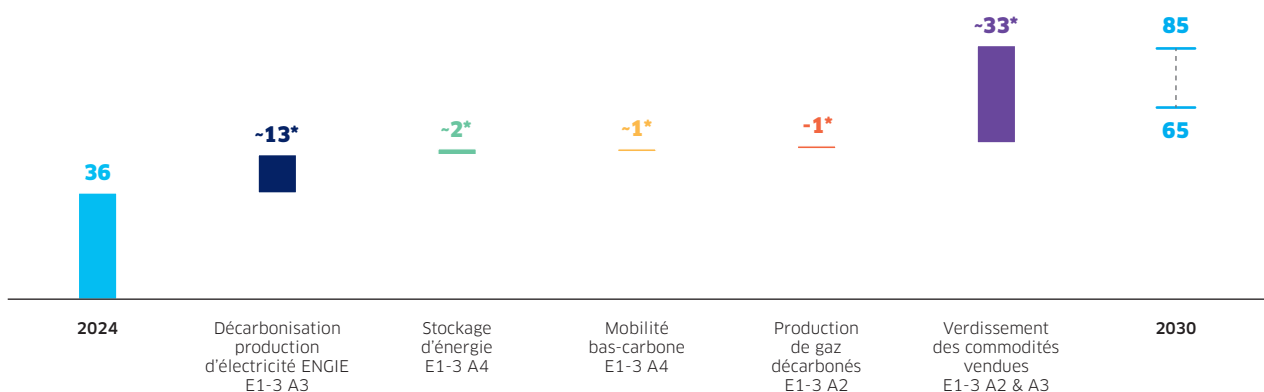 36
~13*
~2*
~1*
-1*
~33*
85
65
2024
Décarbonisation
production
d'électricité ENGIE
E1-3 A3
Stockage
d'énergie
E1-3 A4
Mobilité
bas-carbone
E1-3 A4
Production
de gaz
décarbonés
E1-3 A2
Verdissement
des commodités
vendues
E1-3 A2 & A3
2030